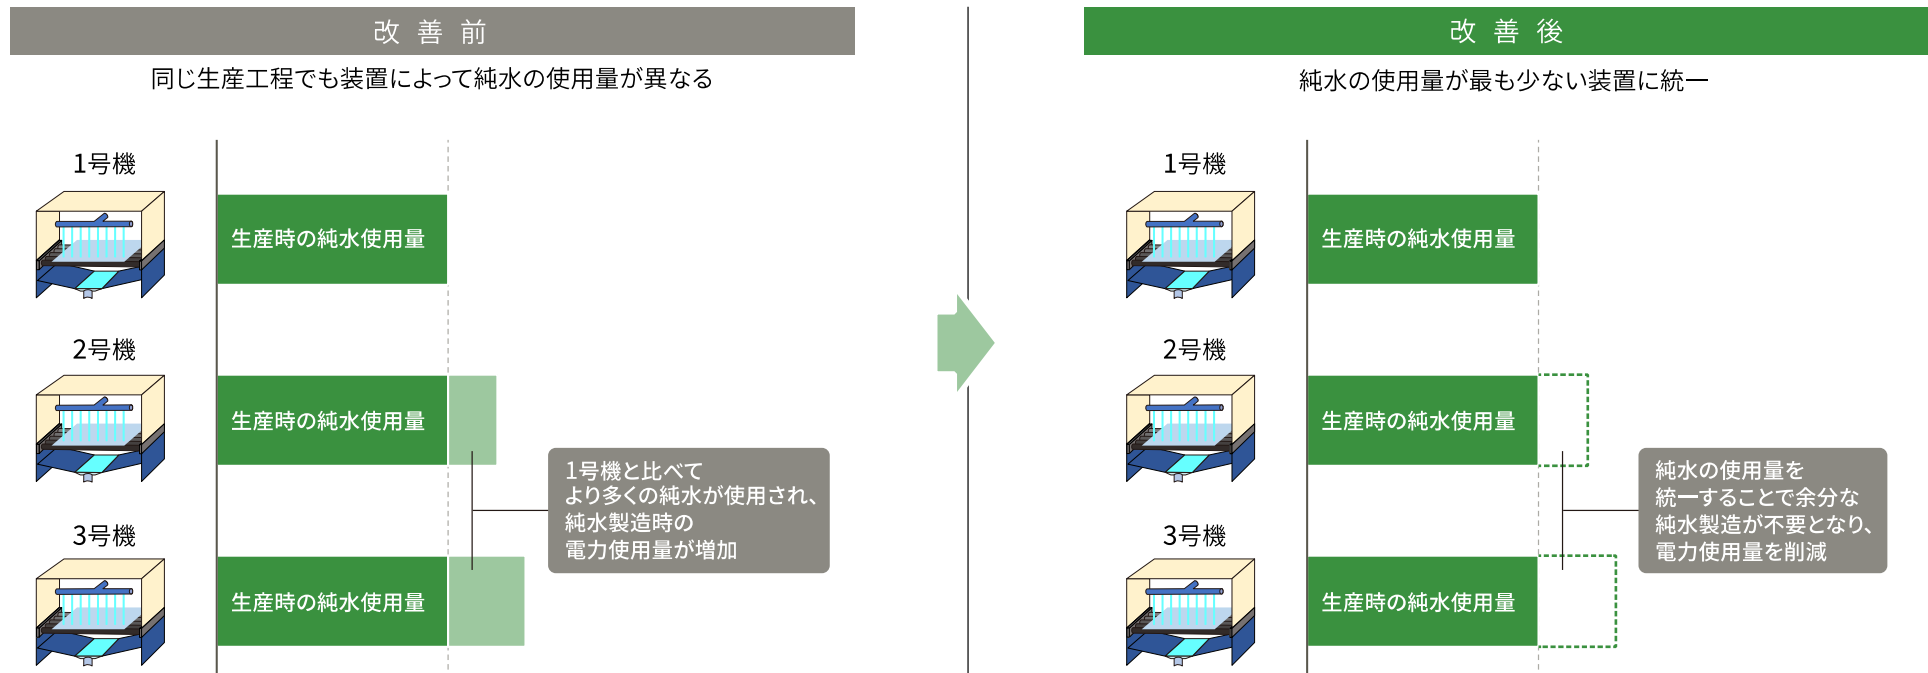 改善前
同じ生産工程でも装置によって純水の使用量が異なる
1号機
生産時の純水使用量
2号機
生産時の純水使用量
1号機と比べて
より多くの純水が使用され、
純水製造時の
電力使用量が増加
3号機
生産時の純水使用量
改善後
純水の使用量が最も少ない装置に統一
1号機
生産時の純水使用量
2号機
生産時の純水使用量
純水の使用量を
統一することで余分な
純水製造が不要となり、
電力使用量を削減
3号機
生産時の純水使用量